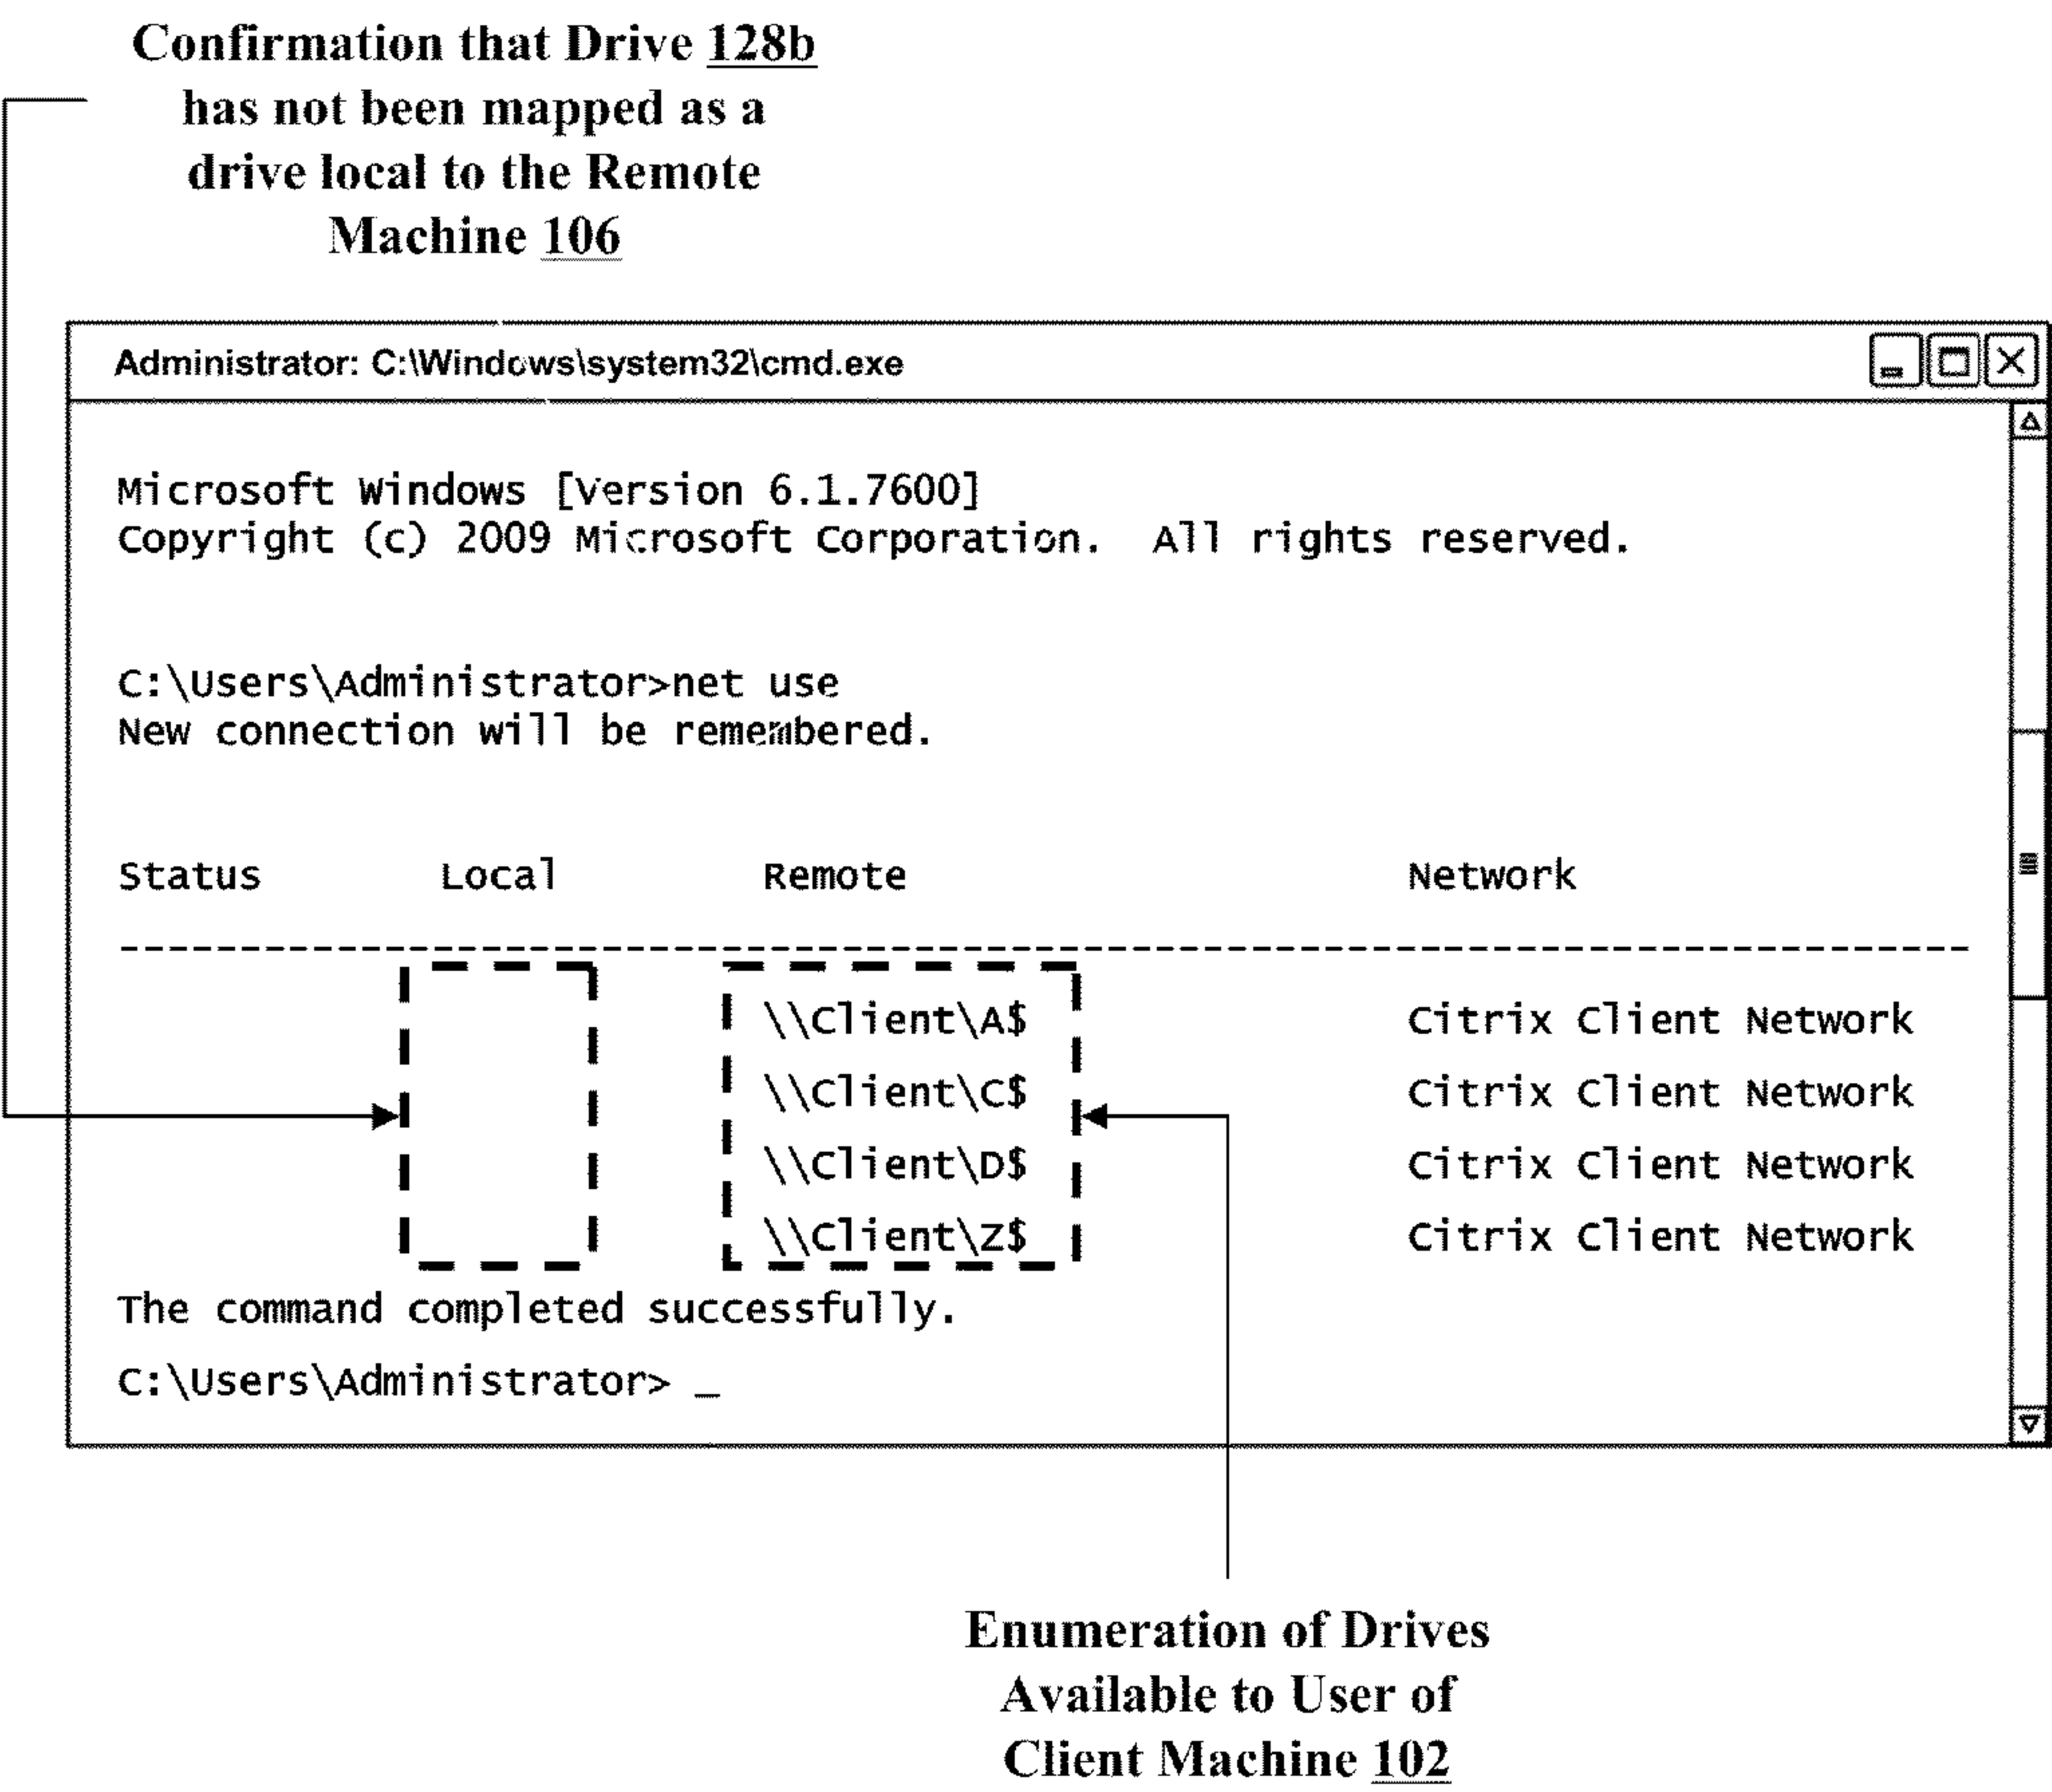 Confirmation that Drive 128b
has not been mapped as a
drive local to the Remote
Machine 106
Administrator: C:\Windows\system32\cmd.exe
Microsoft Windows [Version 6.1.7600]
Copyright (c) 2009 Microsoft Corporation.  All rights reserved.
C:\Users\Administrator>net use
New connection will be remembered.
Status Local Remote Network
--------------------------------------------------------------------------------
\\Client\A$ Citrix Client Network
\\Client\C$ Citrix Client Network
\\Client\D$ Citrix Client Network
\\Client\Z$ Citrix Client Network
The command completed successfully.
C:\Users\Administrator> _
Enumeration of Drives
Available to User of
Client Machine 102